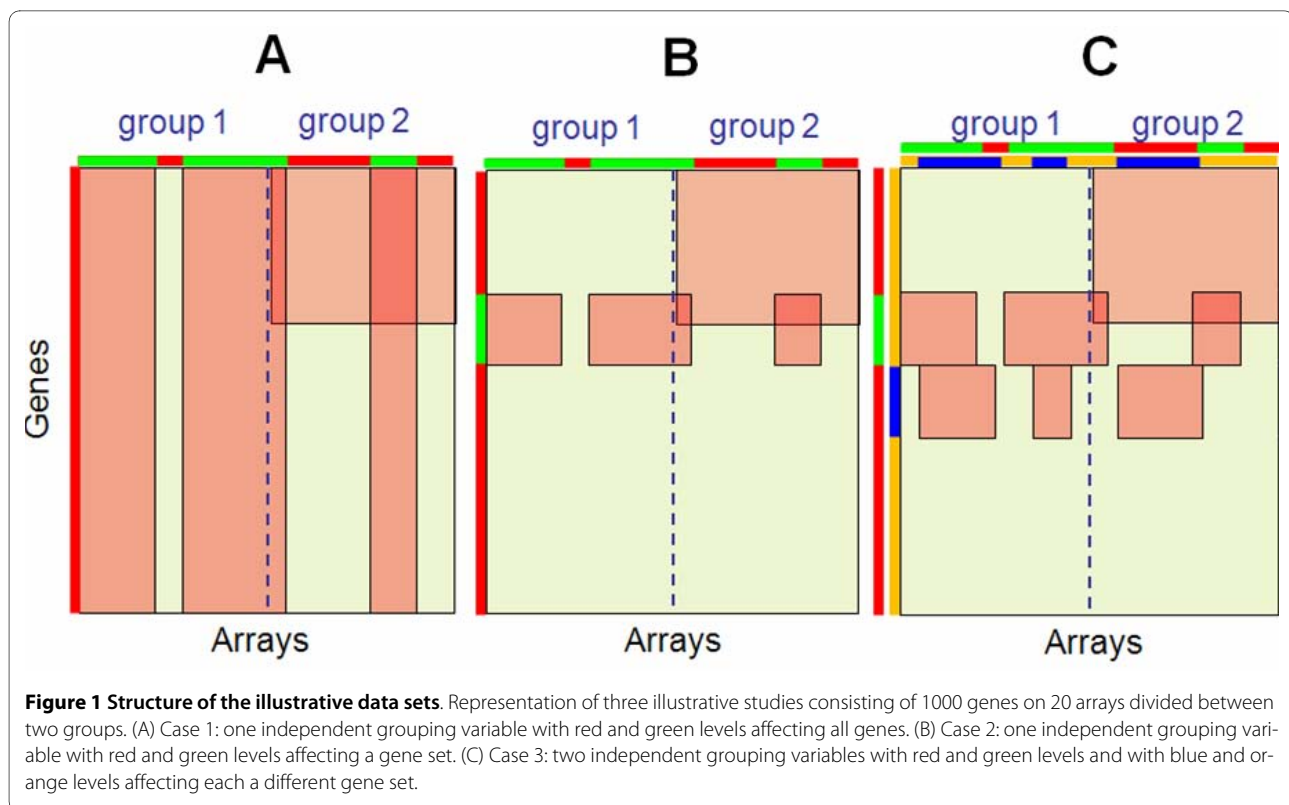 A
B
C
group 1
group 2
group 1
group 2
group 1
group 2
Genes
Arrays
Arrays
Arrays
Figure 1 Structure of the illustrative data sets. Representation of three illustrative studies consisting of 1000 genes on 20 arrays divided between
two groups. (A) Case 1: one independent grouping variable with red and green levels affecting all genes. (B) Case 2: one independent grouping vari-
able with red and green levels affecting a gene set. (C) Case 3: two independent grouping variables with red and green levels and with blue and or-
ange levels affecting each a different gene set.